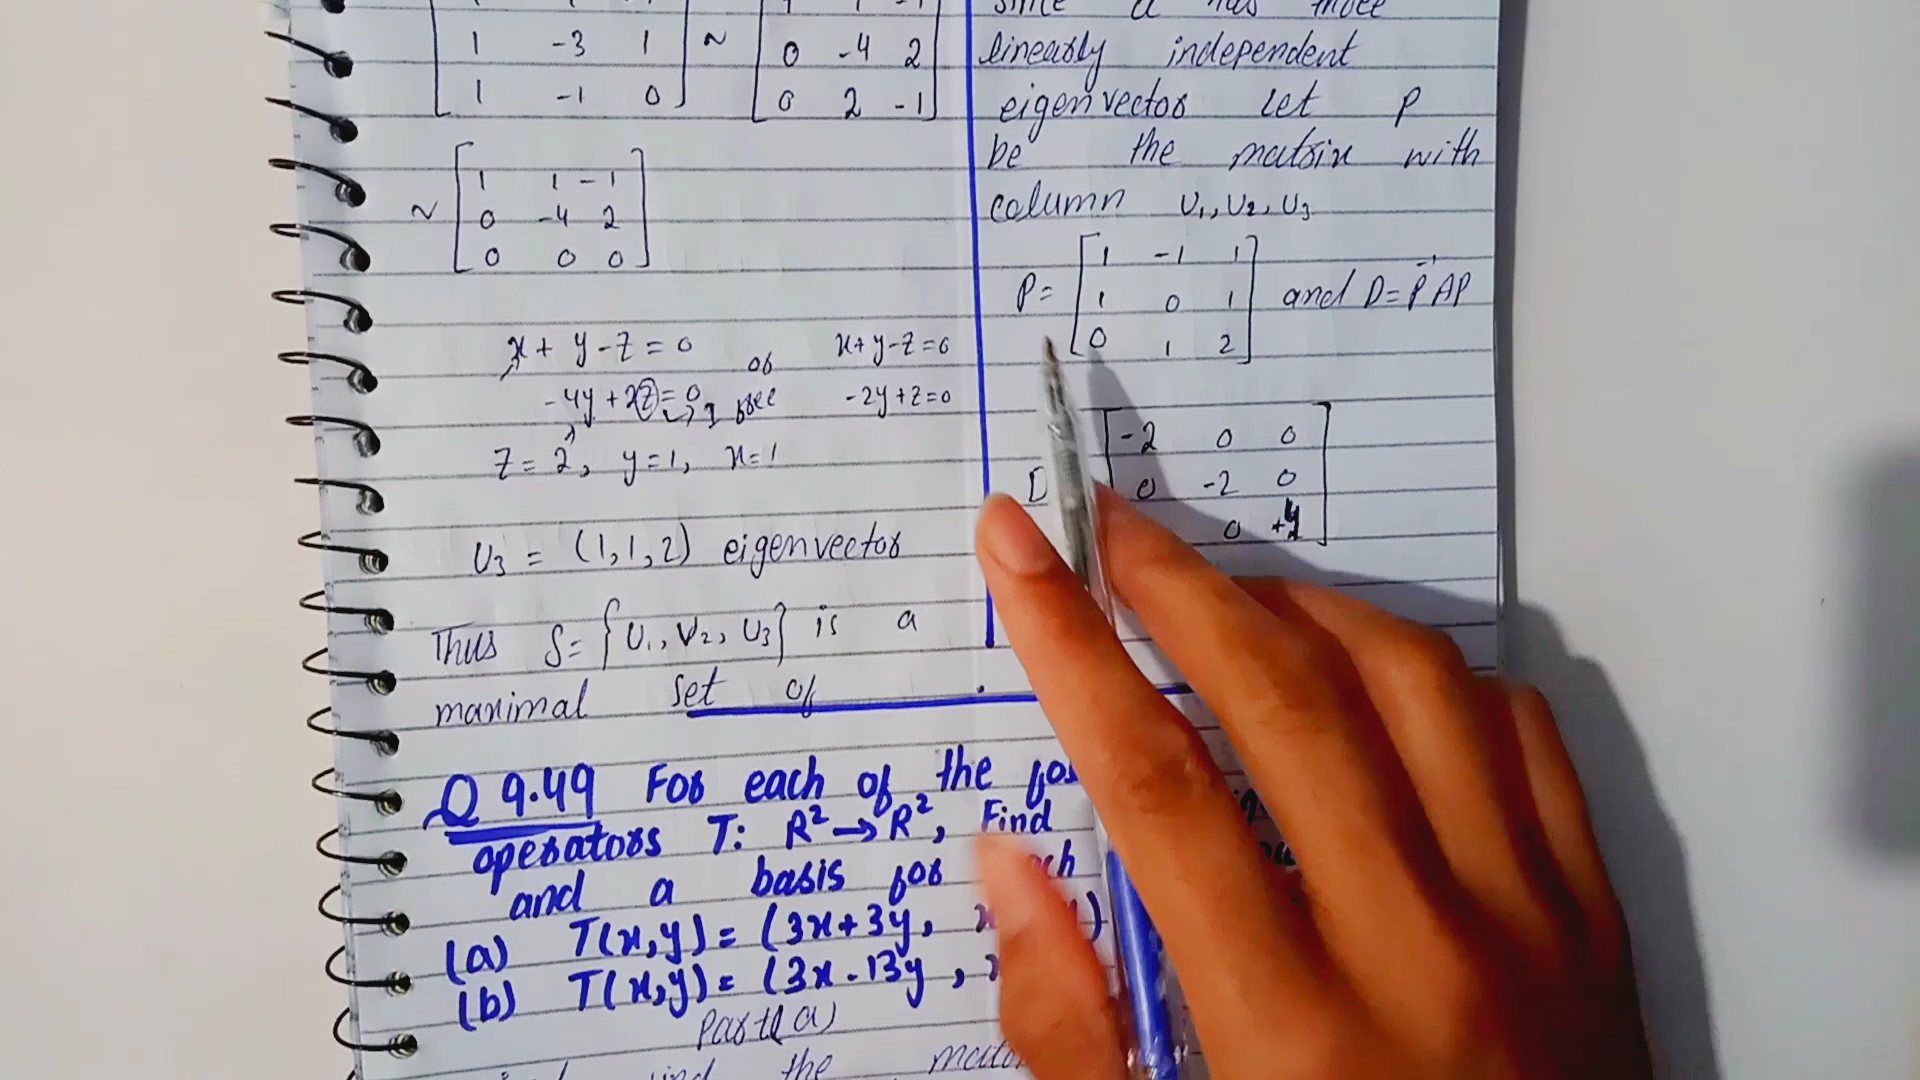 1 -3 1 ~ 0 -4 2
1 -1 0 0 2 -1
1 1 -1
~ 0 -4 2
0 0 0
x + y - z = 0 or x+y-z=0
-4y + 2z = 0 free -2y+z=0
z = 2, y=1, x=1
U3 = (1,1,2) eigenvector
Thus S= {U1, V2, U3} is a
maximal set of
linearly independent
eigenvector let P
be the matrix with
column U1, U2, U3
1 -1 1
P= 1 0 1 and D=P⁻¹AP
0 1 2
-2 0 0
D 0 -2 0
0 +4
Q 9.49 For each of the
operators T: R²→R², Find
and a basis for
(a) T(x,y) = (3x+3y,
(b) T(x,y) = (3x-13y,
Part(a)
the